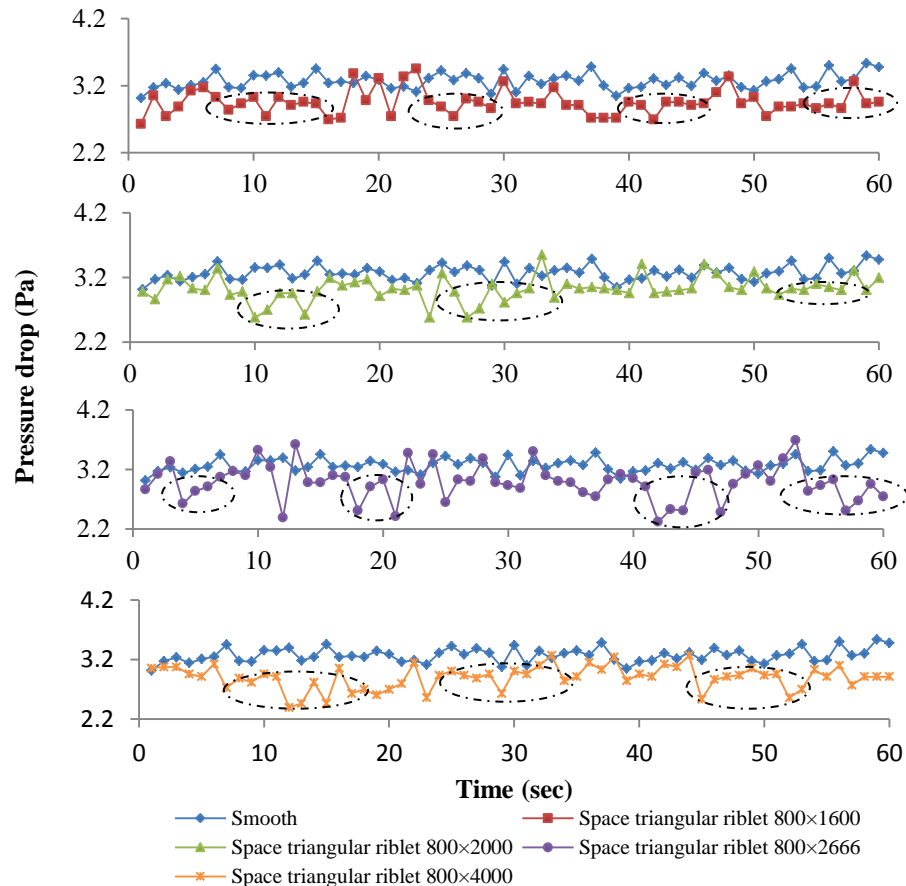 4.2
3.2
2.2
0 10 20 30 40 50 60
4.2
3.2
2.2
0 10 20 30 40 50 60
Pressure drop (Pa)
4.2
3.2
2.2
0 10 20 30 40 50 60
4.2
3.2
2.2
0 10 20 30 40 50 60
Time (sec)
Smooth Space triangular riblet 800×1600
Space triangular riblet 800×2000 Space triangular riblet 800×2666
Space triangular riblet 800×4000